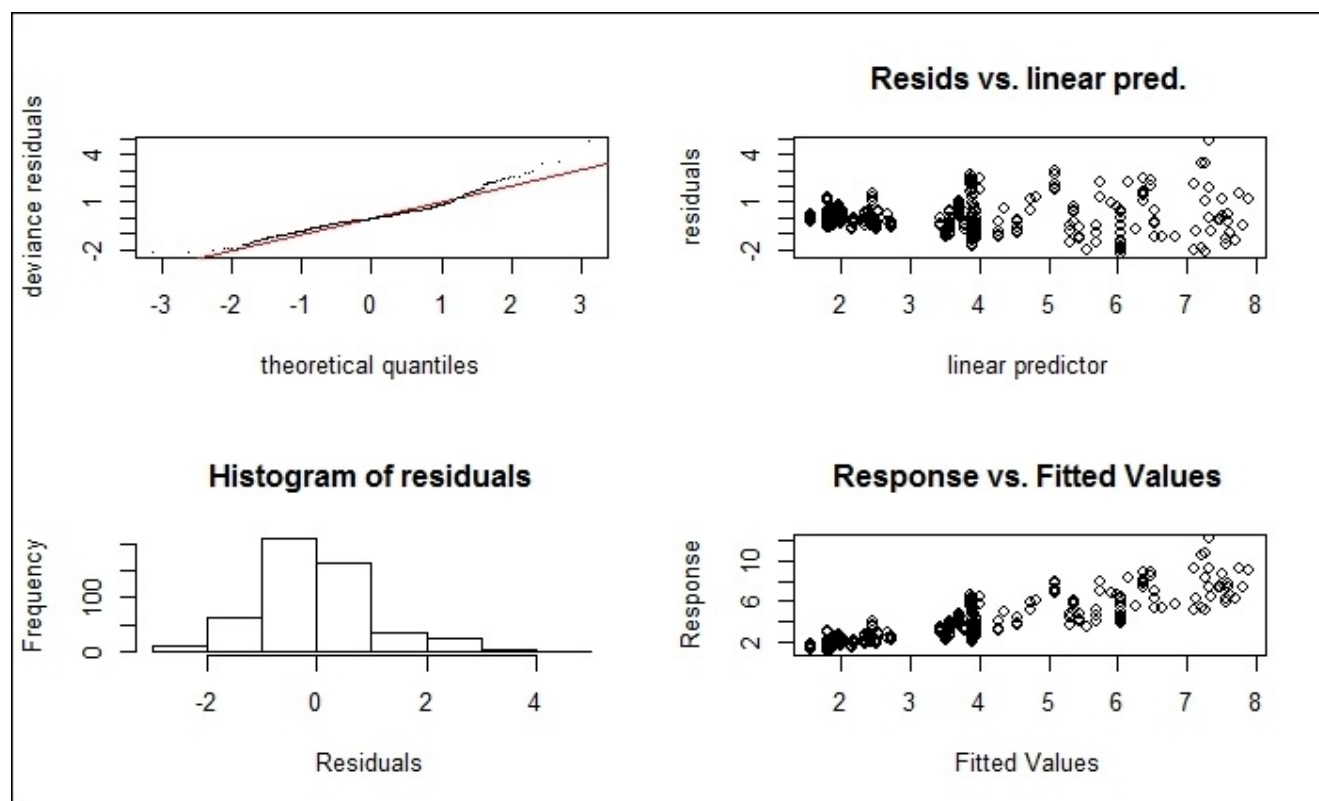 deviance residuals
4
1
-2
-3 -2 -1 0 1 2 3
theoretical quantiles
Resids vs. linear pred.
residuals
4
1
-2
2 3 4 5 6 7 8
linear predictor
Histogram of residuals
Frequency
100
0
-2 0 2 4
Residuals
Response vs. Fitted Values
Response
10
6
2
2 3 4 5 6 7 8
Fitted Values